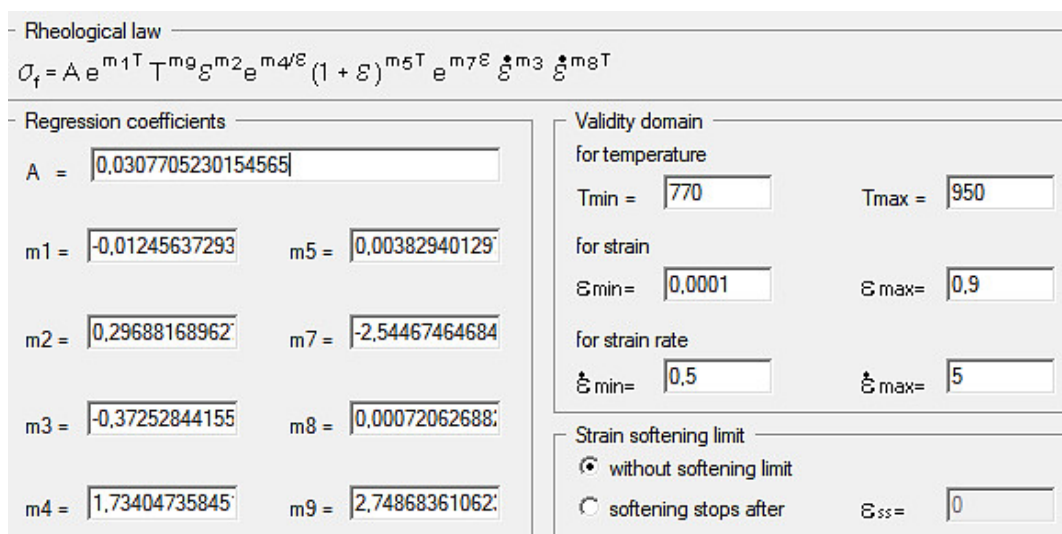 Rheological law
σf = A e^m1T T^m9 ε^m2 e^m4/ε (1 + ε)^m5T e^m7ε ε̇^m3 ε̇^m8T
Regression coefficients
A = 0,0307705230154565
m1 = -0,01245637293 m5 = 0,00382940129
m2 = 0,29688168962 m7 = -2,54467464684
m3 = -0,37252844155 m8 = 0,00072062688
m4 = 1,73404735845 m9 = 2,74868361062
Validity domain
for temperature
Tmin = 770 Tmax = 950
for strain
εmin= 0,0001 εmax= 0,9
for strain rate
ε̇min= 0,5 ε̇max= 5
Strain softening limit
without softening limit
softening stops after εss= 0